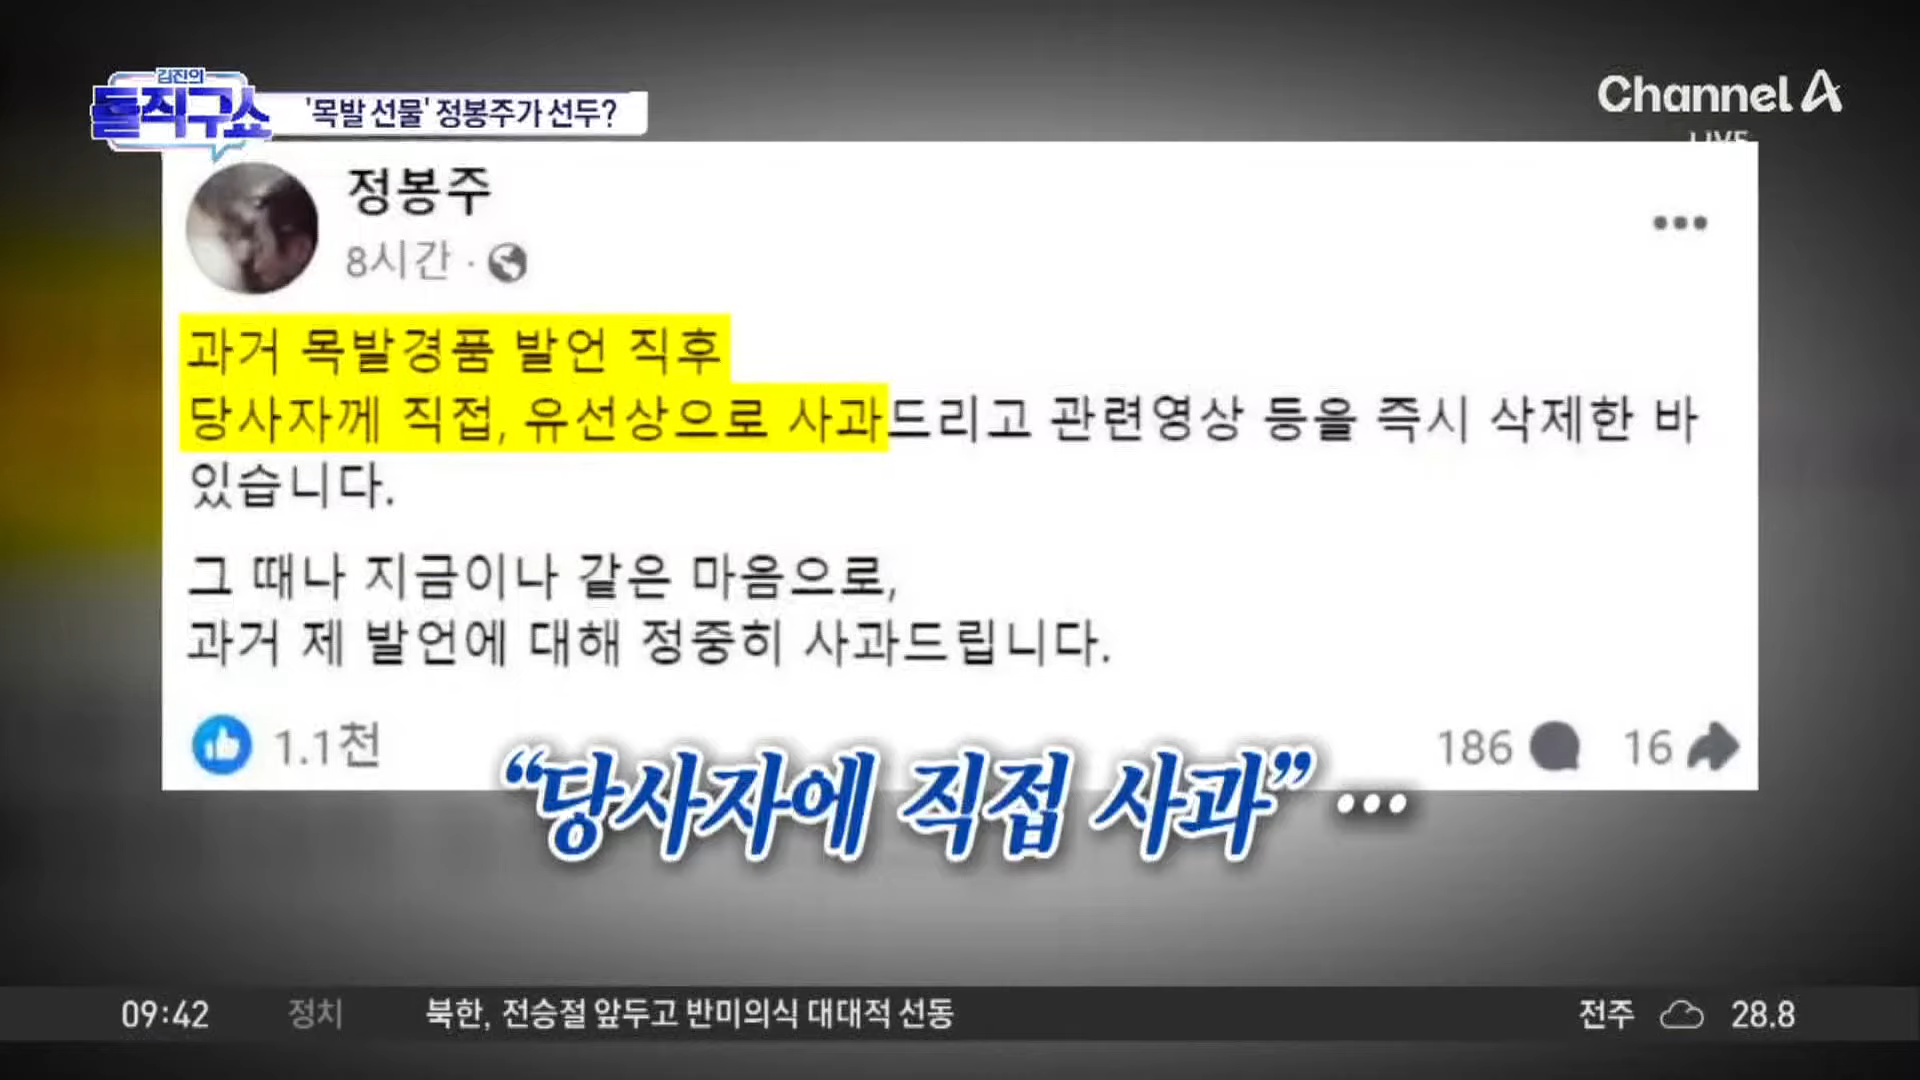 김진의
돌직구쇼
'목발 선물' 정봉주가 선두?
Channel A
LIVE
정봉주
8시간 ·
과거 목발경품 발언 직후
당사자께 직접, 유선상으로 사과드리고 관련영상 등을 즉시 삭제한 바
있습니다.
그 때나 지금이나 같은 마음으로,
과거 제 발언에 대해 정중히 사과드립니다.
1.1천
186
16
“당사자에 직접 사과” ...
09:42 정치 북한, 전승절 앞두고 반미의식 대대적 선동 전주 28.8